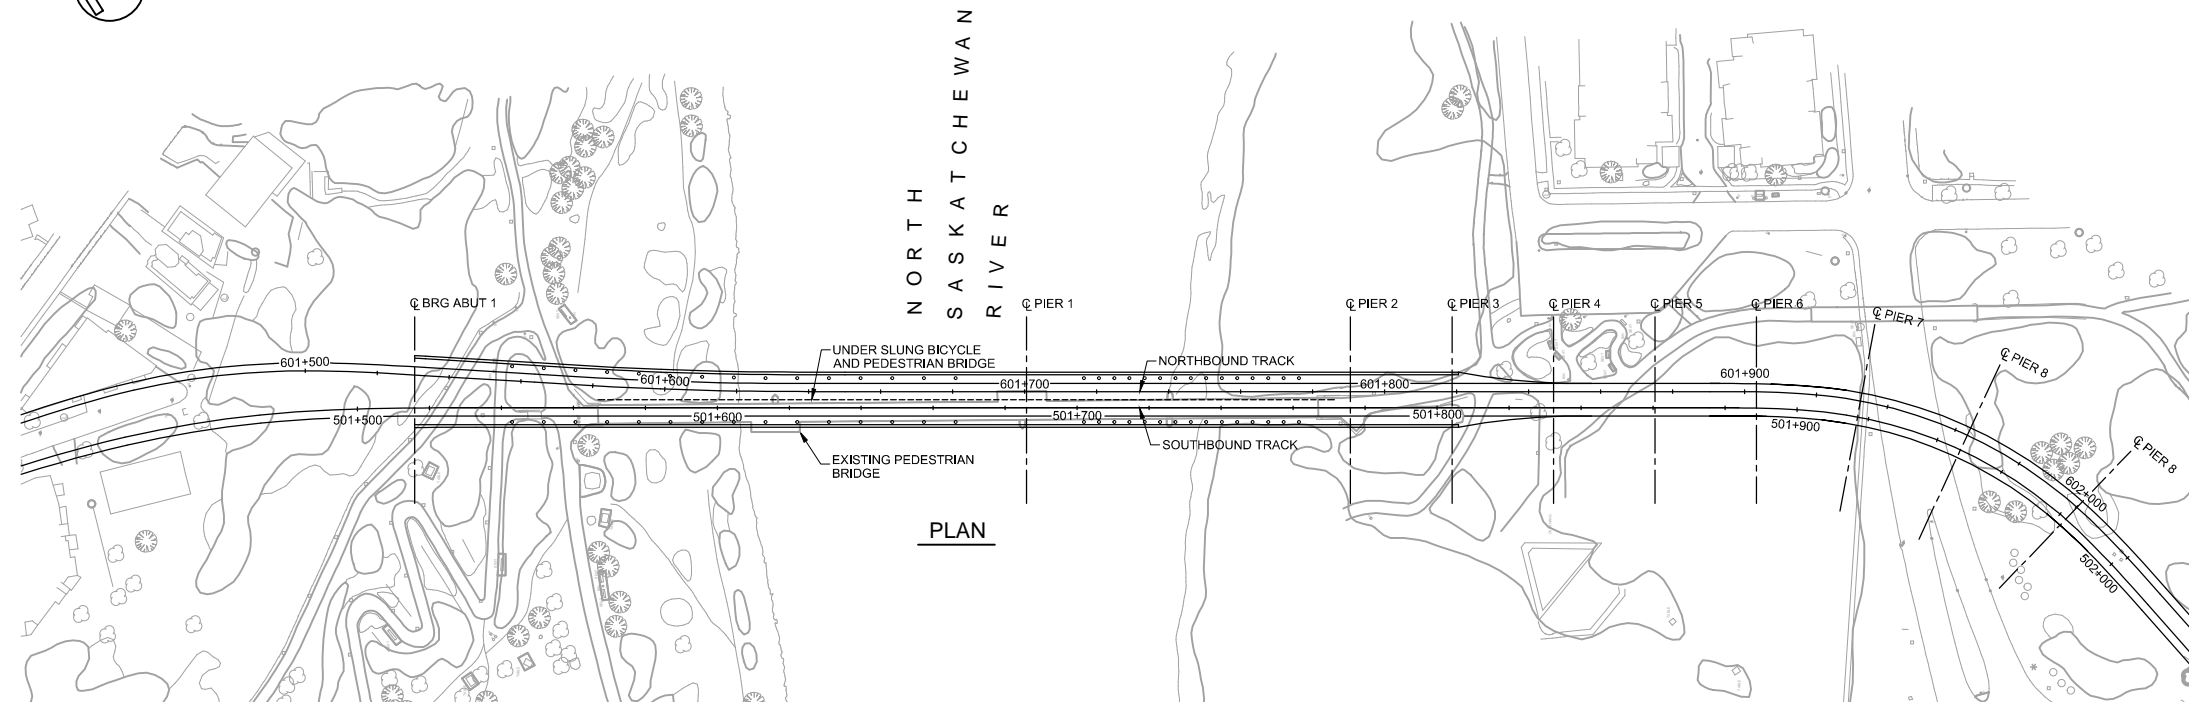 NORTH
SASKATCHEWAN
RIVER
℄ BRG ABUT 1
℄ PIER 1
℄ PIER 2
℄ PIER 3
℄ PIER 4
℄ PIER 5
℄ PIER 6
℄ PIER 7
℄ PIER 8
℄ PIER 8
UNDER SLUNG BICYCLE
AND PEDESTRIAN BRIDGE
NORTHBOUND TRACK
601+500
601+600
601+700
601+800
601+900
602+000
501+500
501+600
501+700
501+800
501+900
502+000
SOUTHBOUND TRACK
EXISTING PEDESTRIAN
BRIDGE
PLAN